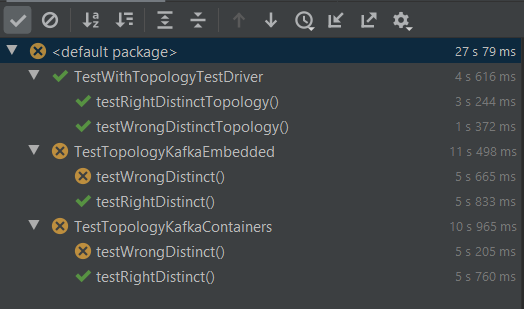 <default package> 27 s 79 ms
TestWithTopologyTestDriver 4 s 616 ms
testRightDistinctTopology() 3 s 244 ms
testWrongDistinctTopology() 1 s 372 ms
TestTopologyKafkaEmbedded 11 s 498 ms
testWrongDistinct() 5 s 665 ms
testRightDistinct() 5 s 833 ms
TestTopologyKafkaContainers 10 s 965 ms
testWrongDistinct() 5 s 205 ms
testRightDistinct() 5 s 760 ms